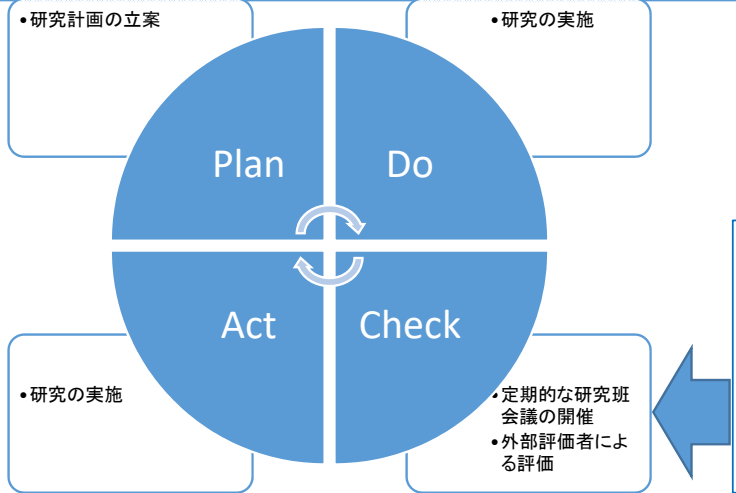 •研究計画の立案
•研究の実施
Plan
Do
Act
Check
•研究の実施
•定期的な研究班
会議の開催
•外部評価者によ
る評価